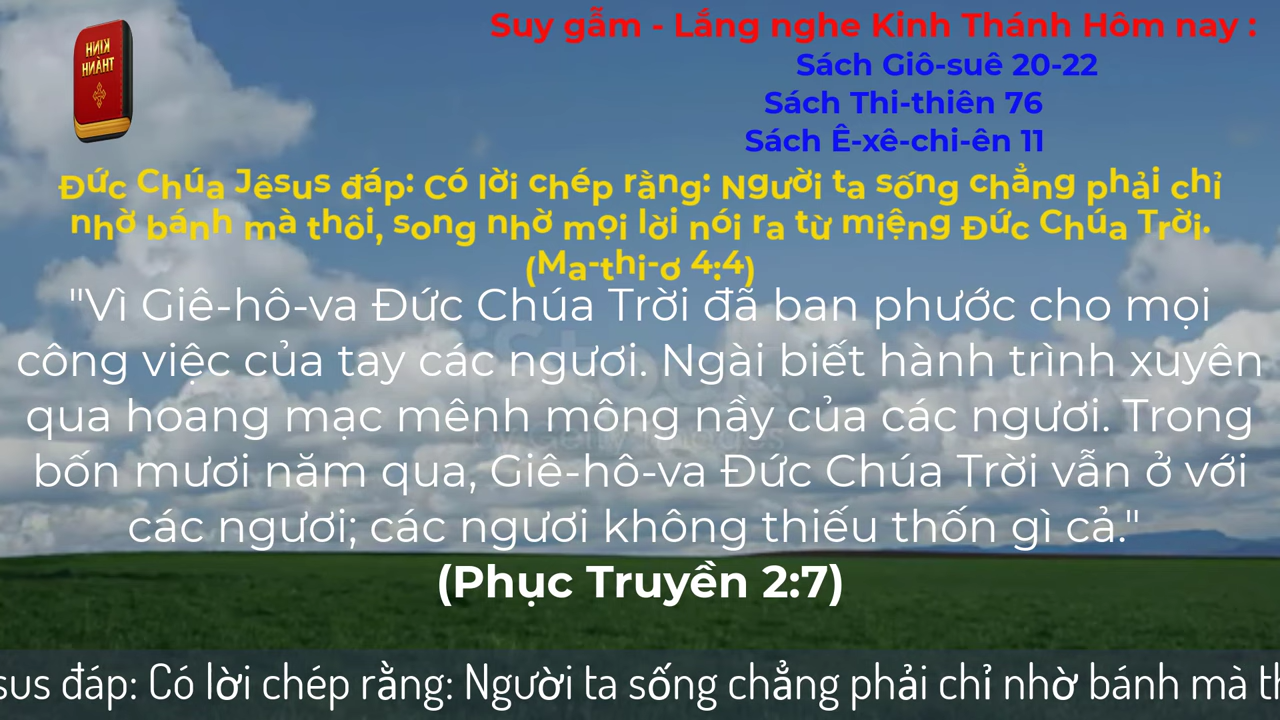 KINH
THÁNH
Suy gẫm - Lắng nghe Kinh Thánh Hôm nay :
Sách Giô-suê 20-22
Sách Thi-thiên 76
Sách Ê-xê-chi-ên 11
Đức Chúa Jêsus đáp: Có lời chép rằng: Người ta sống chẳng phải chỉ
nhờ bánh mà thôi, song nhờ mọi lời nói ra từ miệng Đức Chúa Trời.
(Ma-thi-ơ 4:4)
"Vì Giê-hô-va Đức Chúa Trời đã ban phước cho mọi
công việc của tay các ngươi. Ngài biết hành trình xuyên
qua hoang mạc mênh mông nầy của các ngươi. Trong
bốn mươi năm qua, Giê-hô-va Đức Chúa Trời vẫn ở với
các ngươi; các ngươi không thiếu thốn gì cả."
(Phục Truyền 2:7)
iStock
by Getty Images
sus đáp: Có lời chép rằng: Người ta sống chẳng phải chỉ nhờ bánh mà th